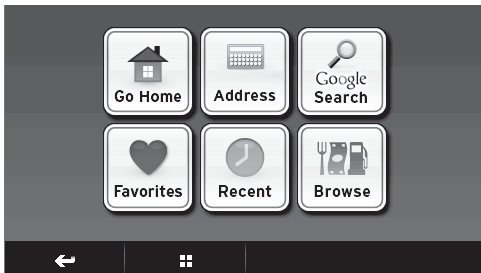 Go Home
Address
Google
Search
Favorites
Recent
Browse